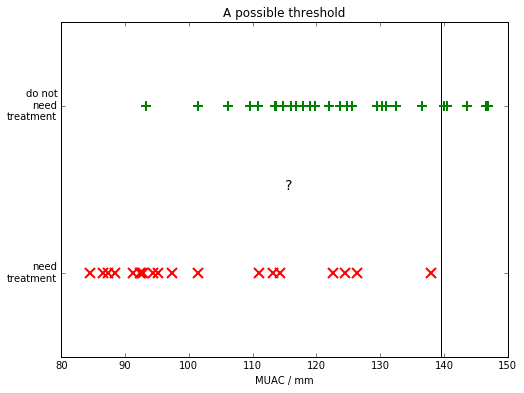 A possible threshold
do not
need
treatment
?
need
treatment
80 90 100 110 120 130 140 150
MUAC / mm